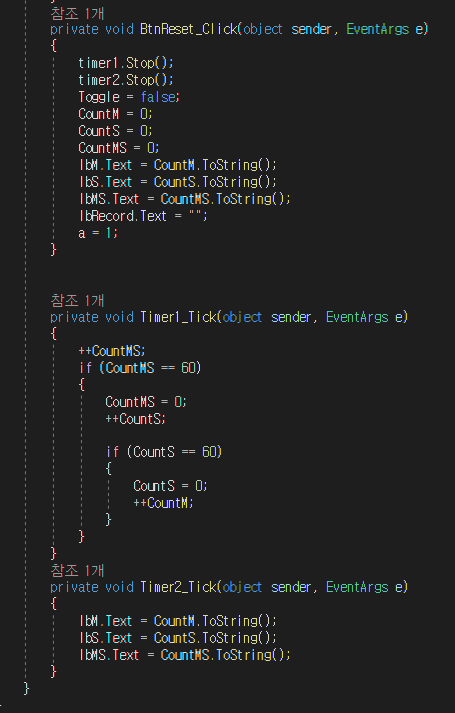 참조 1개
private void BtnReset_Click(object sender, EventArgs e)
{
timer1.Stop();
timer2.Stop();
Toggle = false;
CountM = 0;
CountS = 0;
CountMS = 0;
lbM.Text = CountM.ToString();
lbS.Text = CountS.ToString();
lbMS.Text = CountMS.ToString();
lbRecord.Text = "";
a = 1;
}
참조 1개
private void Timer1_Tick(object sender, EventArgs e)
{
++CountMS;
if (CountMS == 60)
{
CountMS = 0;
++CountS;
if (CountS == 60)
{
CountS = 0;
++CountM;
}
}
}
참조 1개
private void Timer2_Tick(object sender, EventArgs e)
{
lbM.Text = CountM.ToString();
lbS.Text = CountS.ToString();
lbMS.Text = CountMS.ToString();
}
}